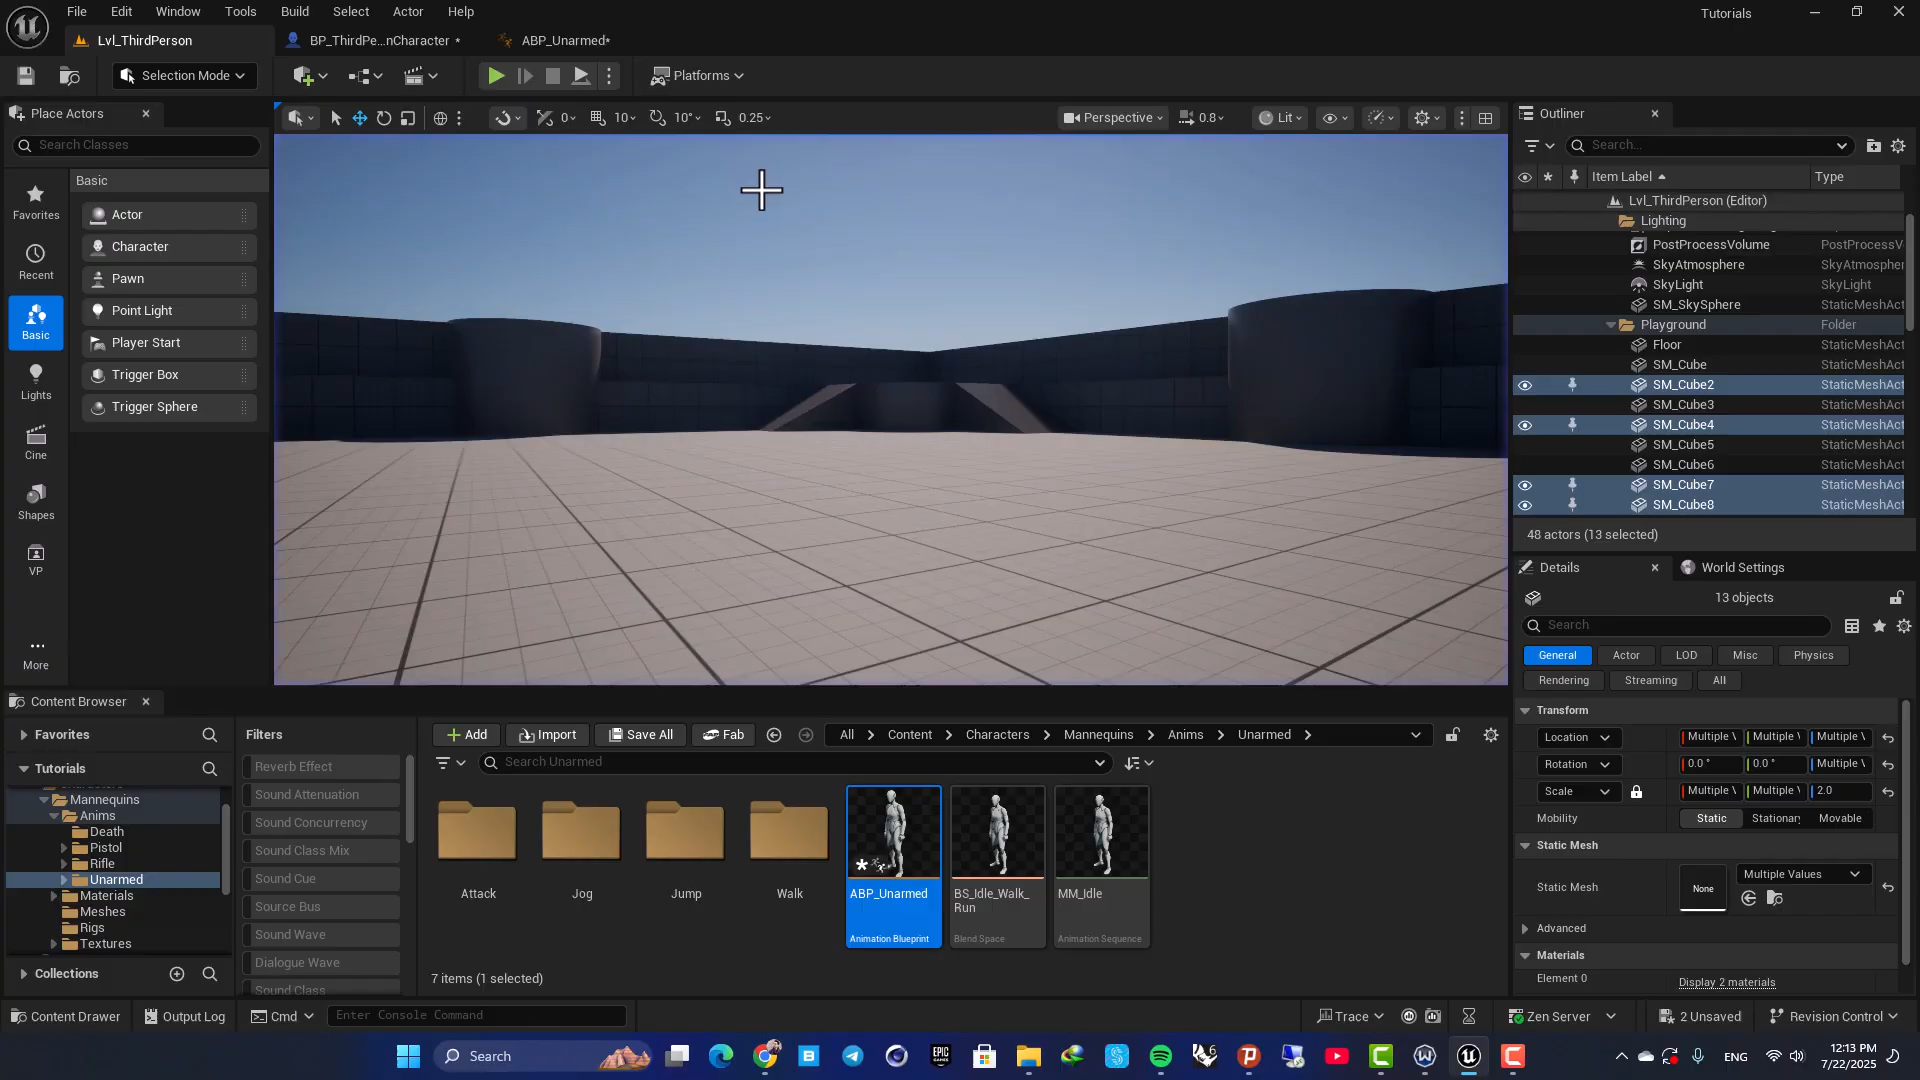 File Edit Window Tools Build Select Actor Help
Tutorials
Lvl_ThirdPerson
BP_ThirdPe...nCharacter *
ABP_Unarmed*
Selection Mode
Platforms
Place Actors
Search Classes
Favorites
Recent
Basic
Lights
Cine
Shapes
VP
More
Basic
Actor
Character
Pawn
Point Light
Player Start
Trigger Box
Trigger Sphere
0
10
10°
0.25
Perspective
0.8
Lit
Outliner
Search...
Item Label
Type
Lvl_ThirdPerson (Editor)
Lighting
PostProcessVolume PostProcessV
SkyAtmosphere SkyAtmospher
SkyLight SkyLight
SM_SkySphere StaticMeshAct
Playground Folder
Floor StaticMeshAct
SM_Cube StaticMeshAct
SM_Cube2 StaticMeshAct
SM_Cube3 StaticMeshAct
SM_Cube4 StaticMeshAct
SM_Cube5 StaticMeshAct
SM_Cube6 StaticMeshAct
SM_Cube7 StaticMeshAct
SM_Cube8 StaticMeshAct
48 actors (13 selected)
Details
World Settings
13 objects
Search
General Actor LOD Misc Physics
Rendering Streaming All
Transform
Location Multiple V Multiple V Multiple V
Rotation 0.0 ° 0.0 ° Multiple V
Scale Multiple V Multiple V 2.0
Mobility Static Stationary Movable
Static Mesh
Static Mesh None Multiple Values
Advanced
Materials
Element 0 Display 2 materials
Content Browser
Favorites
Tutorials
Mannequins
Anims
Death
Pistol
Rifle
Unarmed
Materials
Meshes
Rigs
Textures
Collections
Filters
Reverb Effect
Sound Attenuation
Sound Concurrency
Sound Class Mix
Sound Cue
Source Bus
Sound Wave
Dialogue Wave
Sound Class
Add Import Save All Fab
All Content Characters Mannequins Anims Unarmed
Search Unarmed
Attack
Jog
Jump
Walk
ABP_Unarmed
Animation Blueprint
BS_Idle_Walk_
Run
Blend Space
MM_Idle
Animation Sequence
7 items (1 selected)
Content Drawer Output Log Cmd Enter Console Command
Trace Zen Server 2 Unsaved Revision Control
Search
EPIC
GAMES
ENG
12:13 PM
7/22/2025